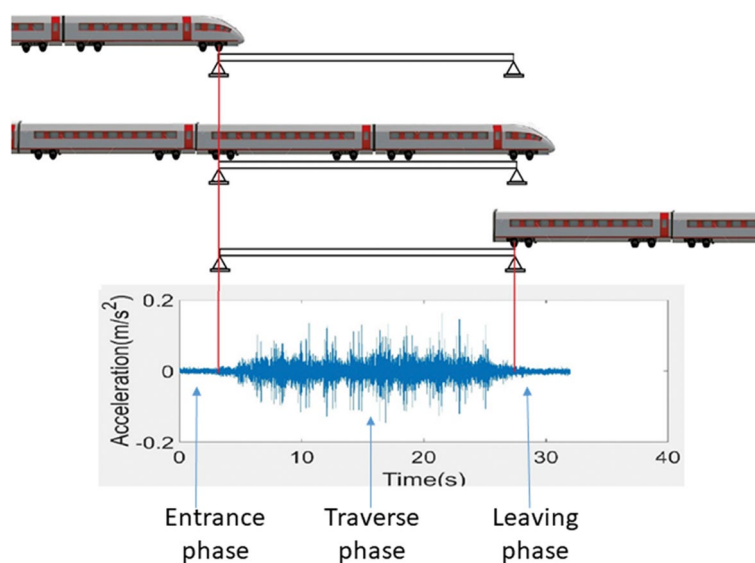 Acceleration(m/s²)
0.2
0
-0.2
0
10
20
30
40
Time(s)
Entrance
phase
Traverse
phase
Leaving
phase